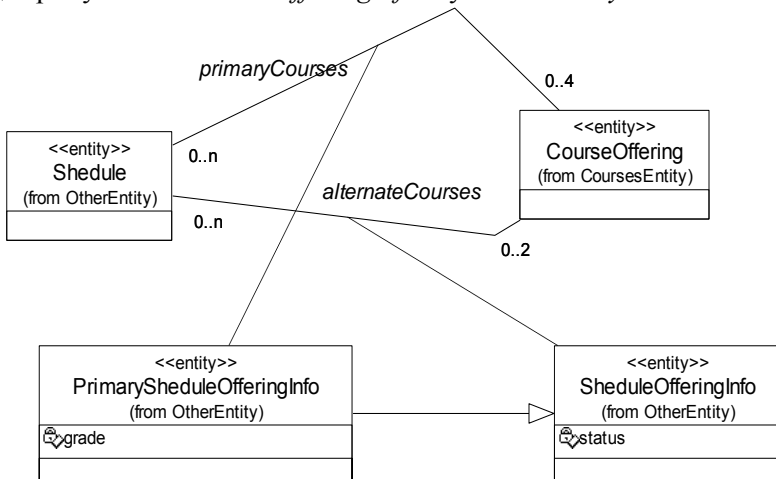 primaryCourses
0..4
<<entity>>
Shedule
(from OtherEntity)
0..n
<<entity>>
CourseOffering
(from CoursesEntity)
alternateCourses
0..n
0..2
<<entity>>
PrimarySheduleOfferingInfo
(from OtherEntity)
grade
<<entity>>
SheduleOfferingInfo
(from OtherEntity)
status